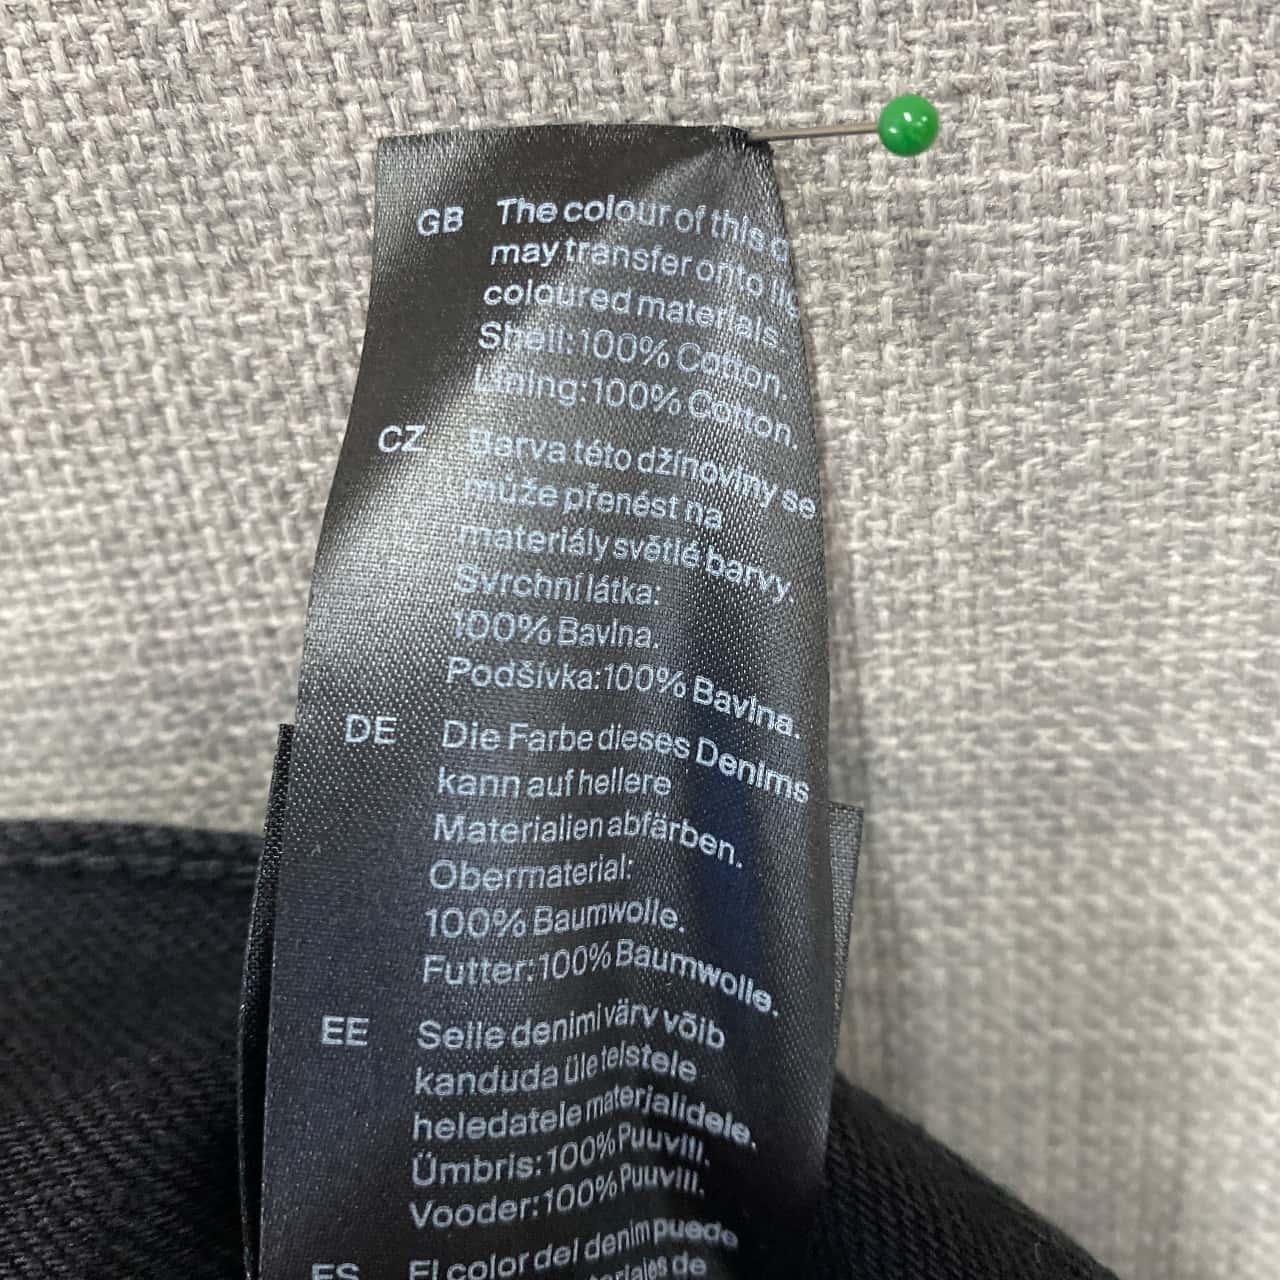 GB The colour of this
may transfer onto
coloured materials.
Shell: 100% Cotton.
Lining: 100% Cotton.
CZ Barva této džínoviny se
může přenést na
materiály světlé barvy.
Svrchní látka:
100% Bavlna.
Podšívka: 100% Bavlna.
DE Die Farbe dieses Denims
kann auf hellere
Materialien abfärben.
Obermaterial:
100% Baumwolle.
Futter: 100% Baumwolle.
EE Selle denimi värv võib
kanduda üle teistele
heledatele materjalidele.
Ümbris: 100% Puuvill.
Vooder: 100% Puuvill.
ES El color del denim puede
de